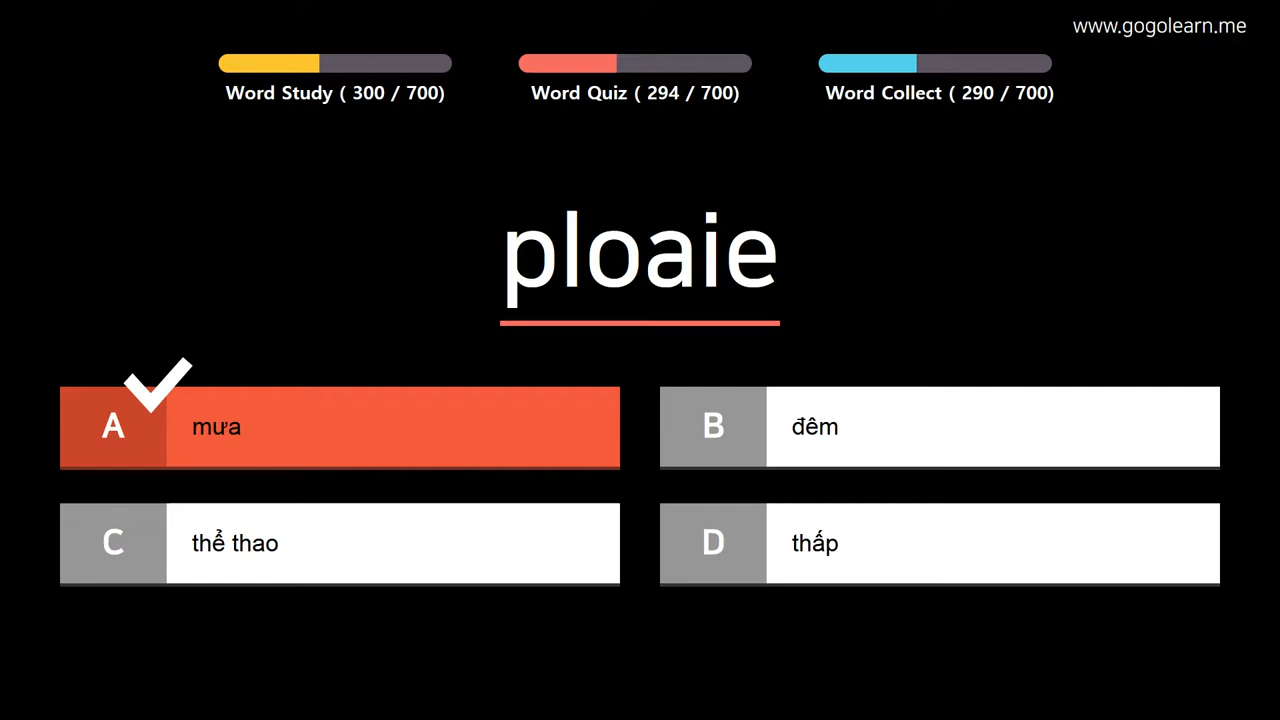 www.gogolearn.me
Word Study ( 300 / 700)
Word Quiz ( 294 / 700)
Word Collect ( 290 / 700)
ploaie
A mưa
B đêm
C thể thao
D thấp